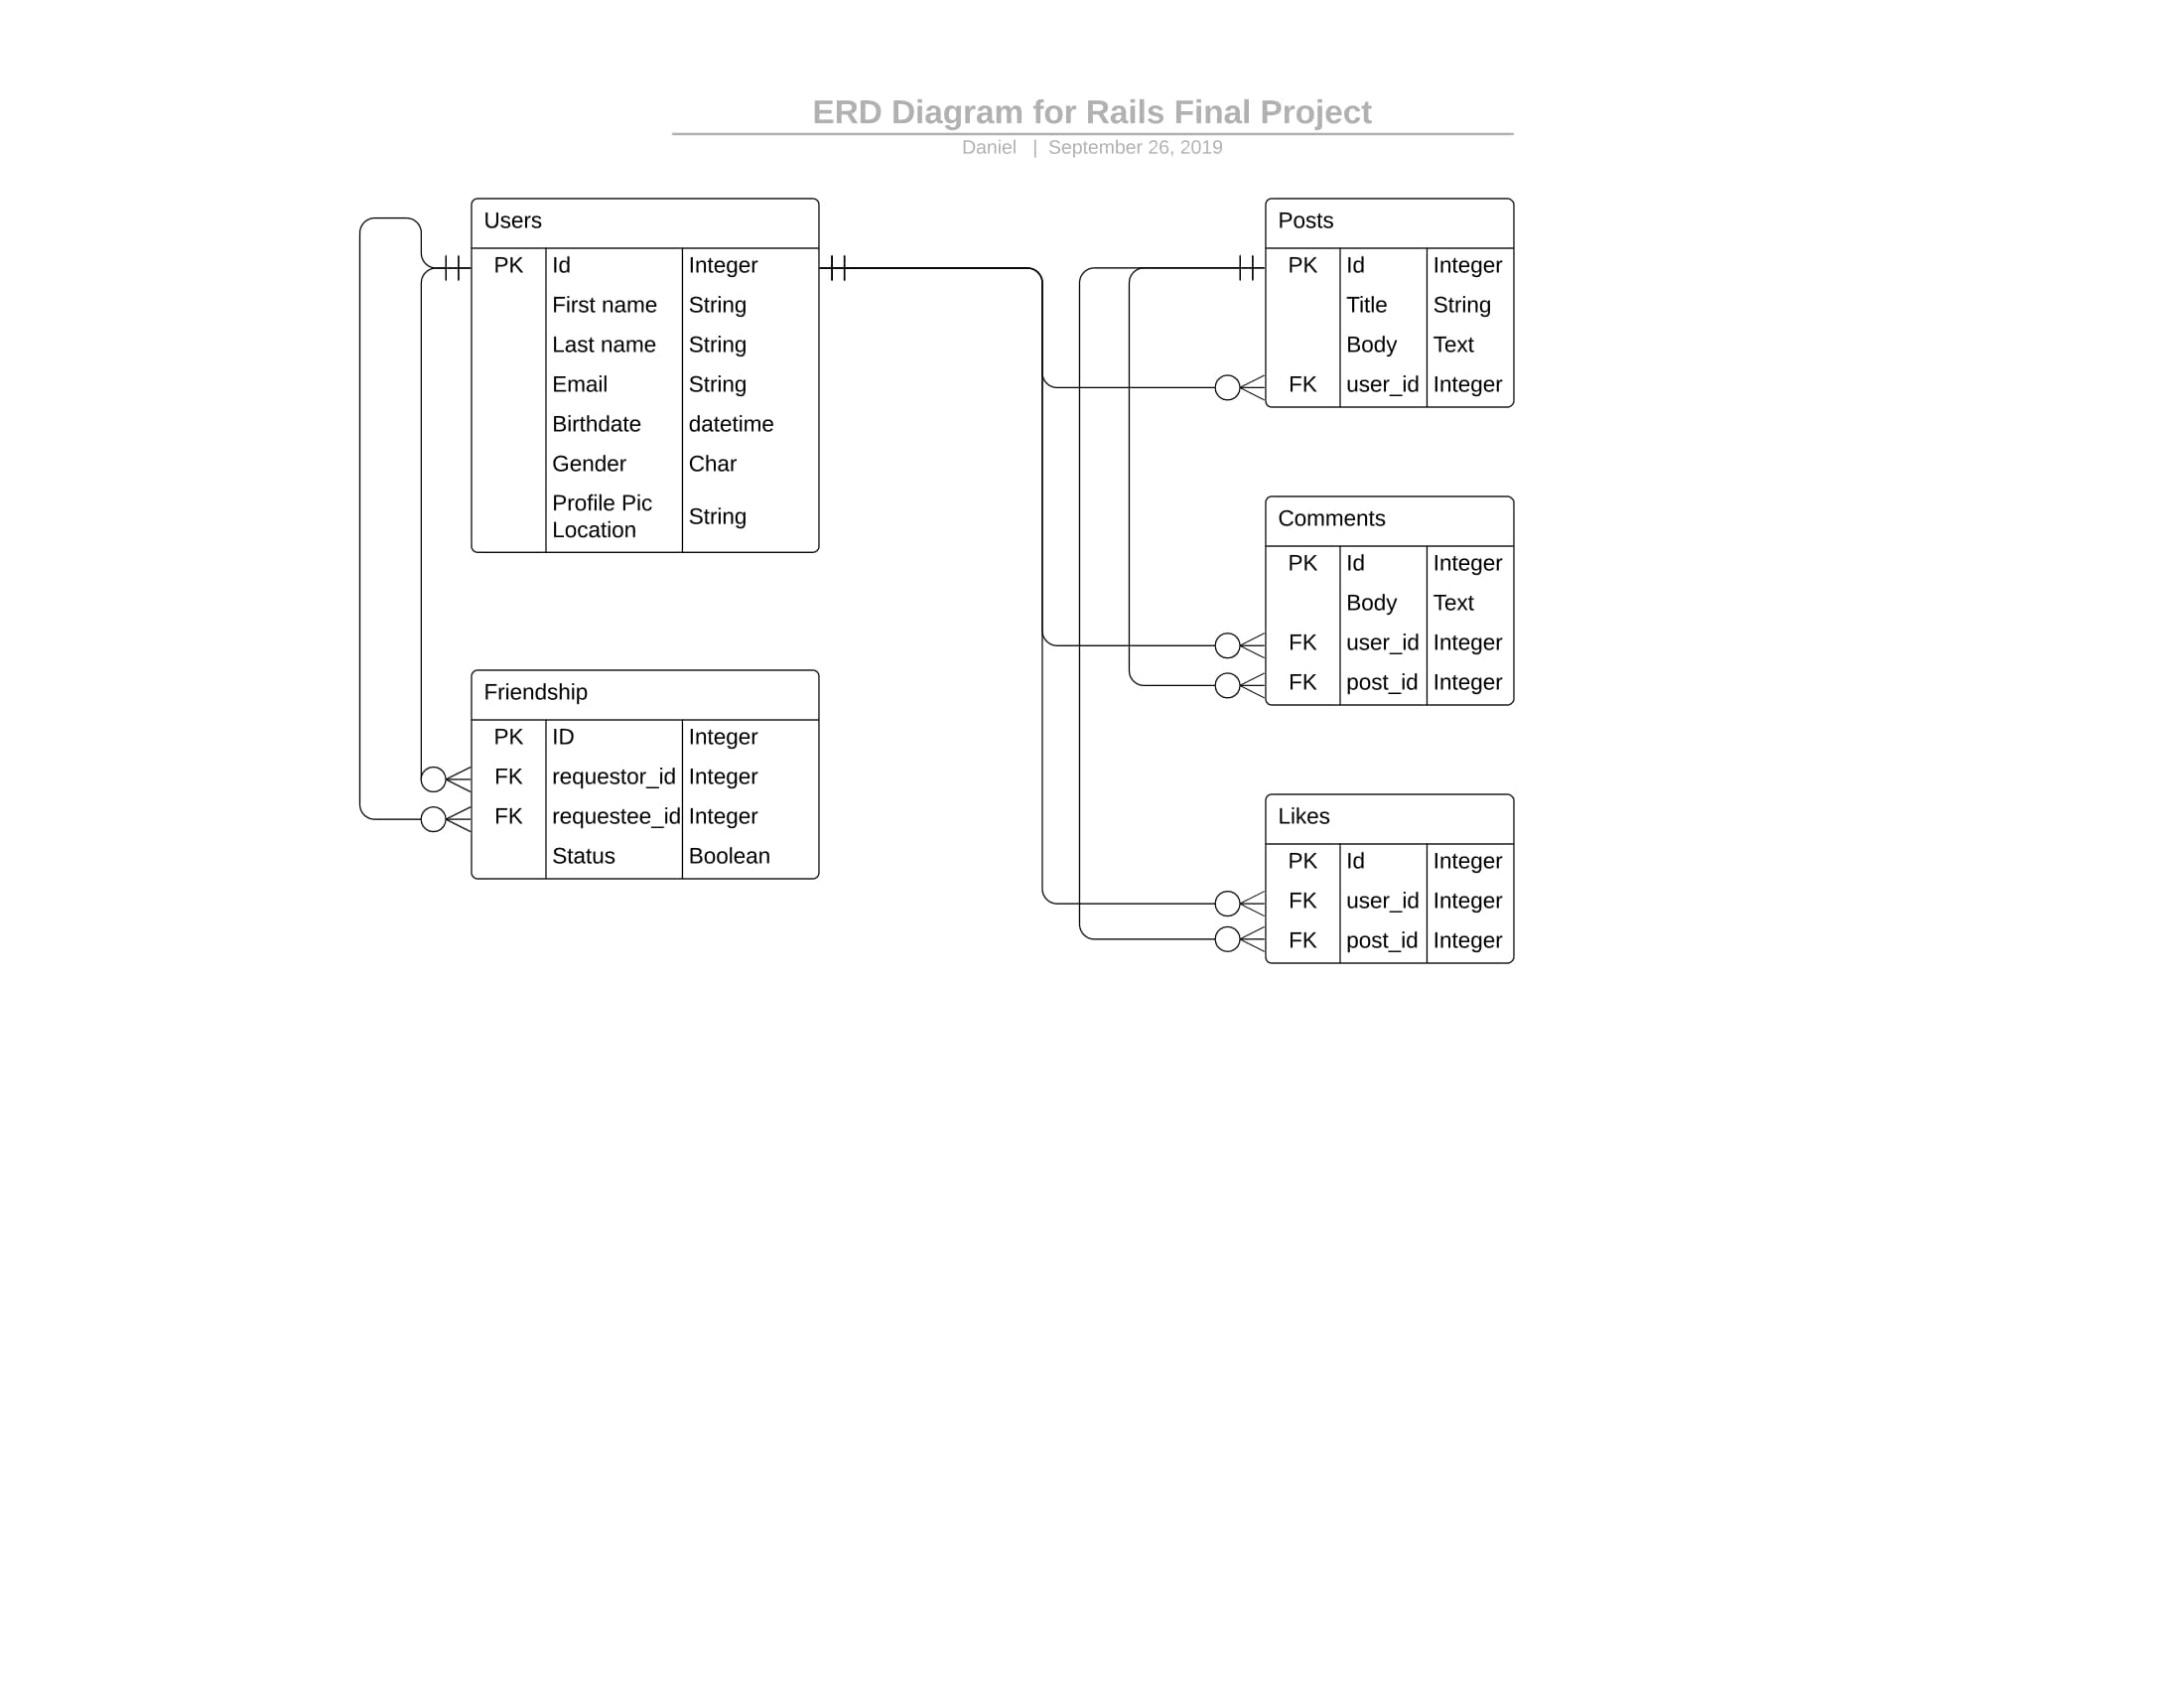 ERD Diagram for Rails Final Project
Daniel | September 26, 2019
Users
PK Id Integer
First name String
Last name String
Email String
Birthdate datetime
Gender Char
Profile Pic
Location
String
Friendship
PK ID Integer
FK requestor_id Integer
FK requestee_id Integer
Status Boolean
Posts
PK Id Integer
Title String
Body Text
FK user_id Integer
Comments
PK Id Integer
Body Text
FK user_id Integer
FK post_id Integer
Likes
PK Id Integer
FK user_id Integer
FK post_id Integer